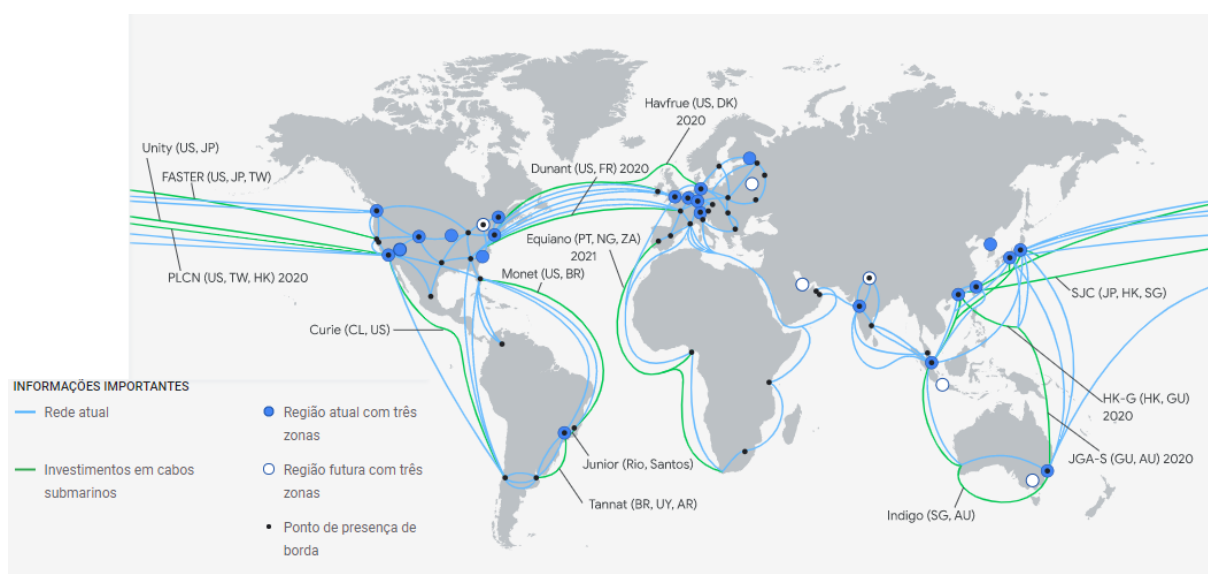 Havfrue (US, DK)
2020
Unity (US, JP)
FASTER (US, JP, TW)
Dunant (US, FR) 2020
Equiano (PT, NG, ZA)
2021
Monet (US, BR)
PLCN (US, TW, HK) 2020
SJC (JP, HK, SG)
Curie (CL, US)
HK-G (HK, GU)
2020
JGA-S (GU, AU) 2020
Junior (Rio, Santos)
Tannat (BR, UY, AR)
Indigo (SG, AU)
INFORMAÇÕES IMPORTANTES
Rede atual
Investimentos em cabos
submarinos
Região atual com três
zonas
Região futura com três
zonas
Ponto de presença de
borda